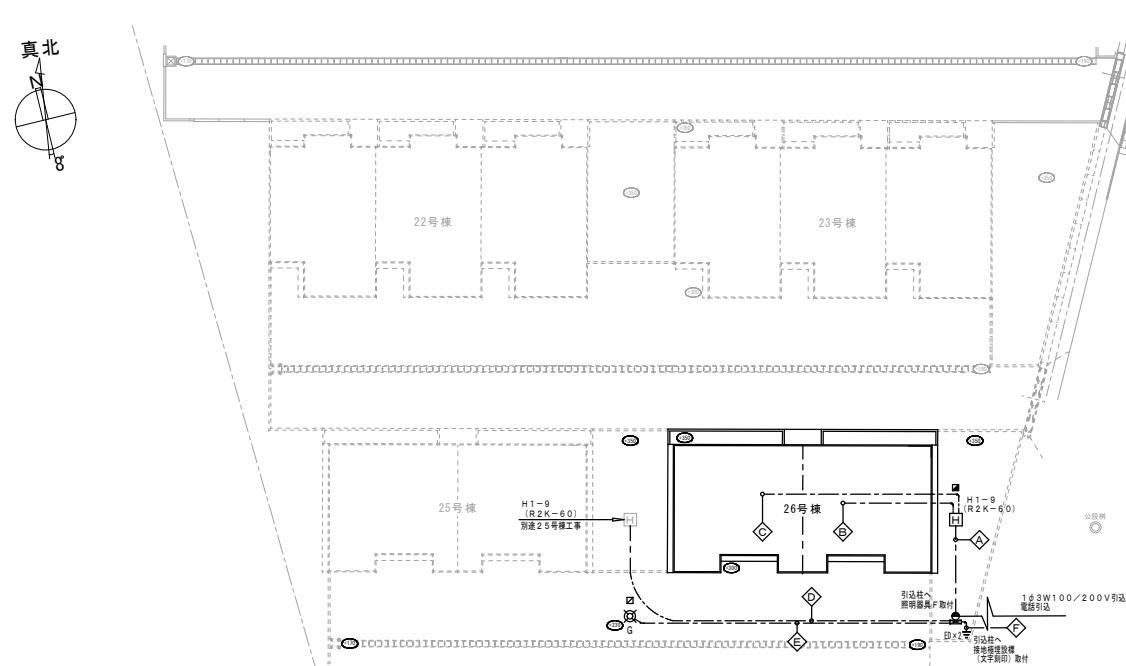 真北
N
22号棟
23号棟
25号棟
26号棟
H1-9
(R2K-60)
別途25号棟工事
H
H1-9
(R2K-60)
H
A
B
C
D
E
F
G
公設桝
引込柱へ
照明器具F取付
1φ3W100/200V引込
電話引込
ED×2
引込柱へ
接地極埋設標
(文字刻印)取付